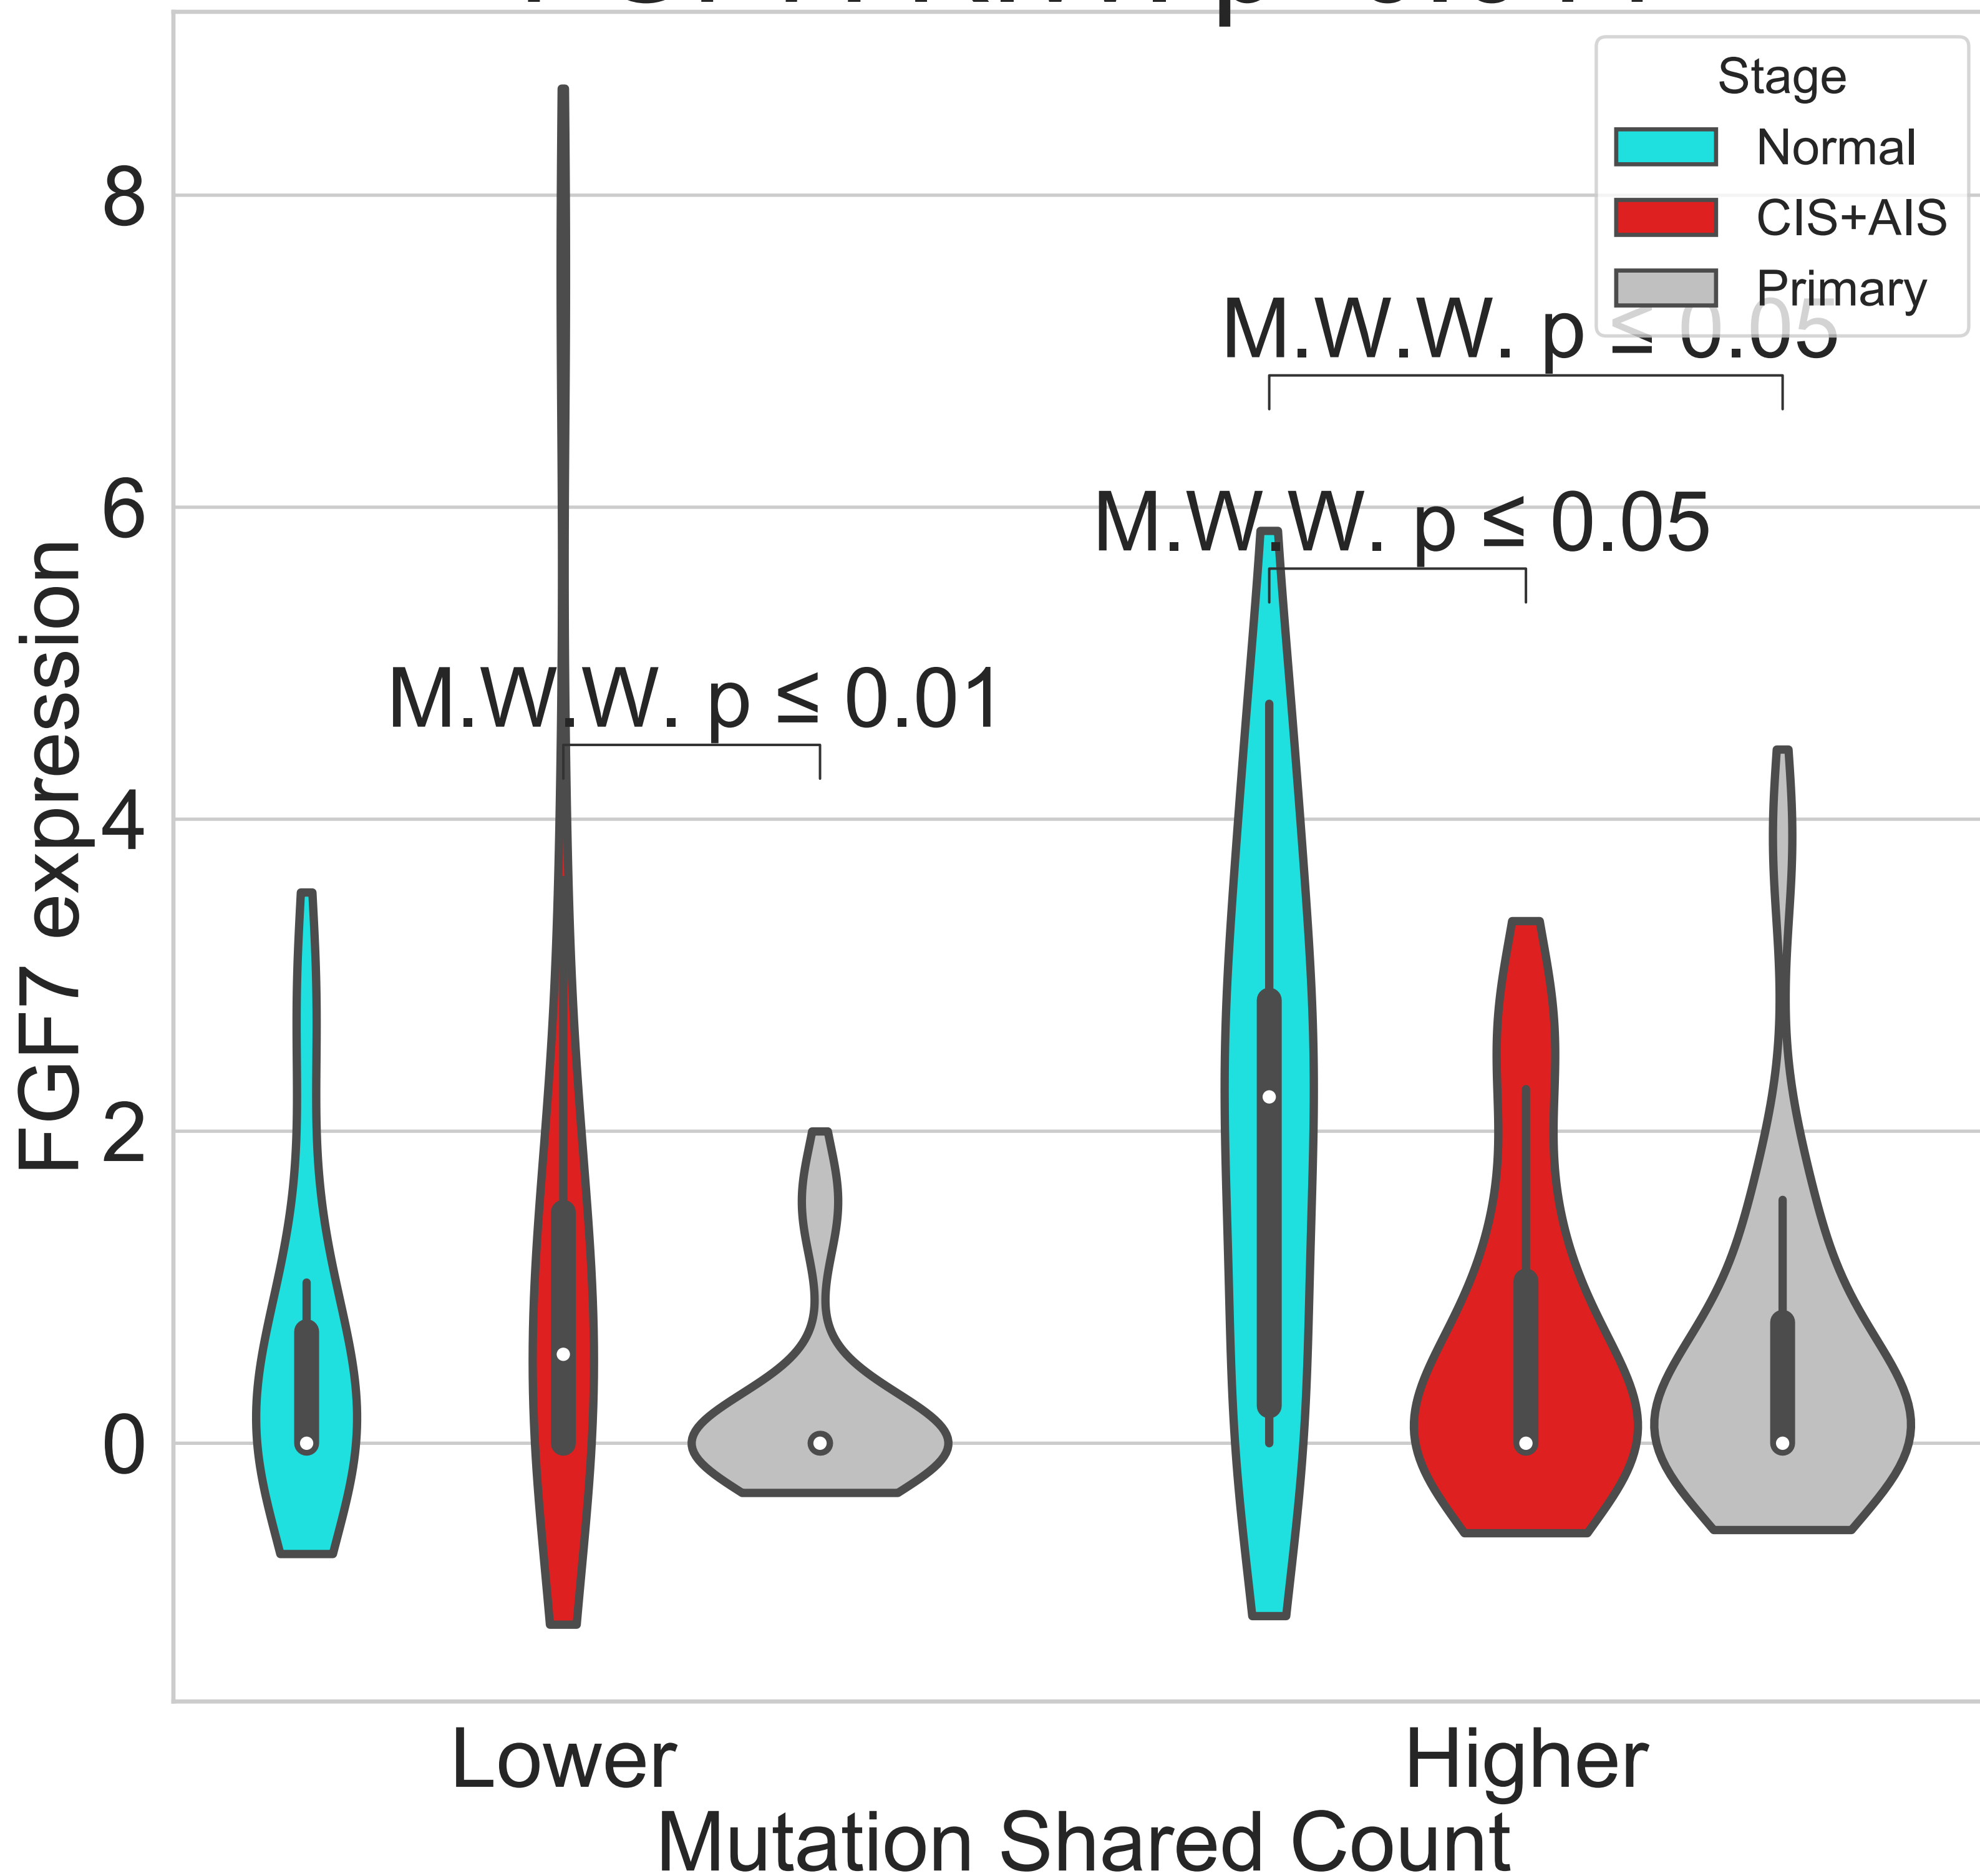 Stage
Normal
CIS+AIS
Primary
M.W.W. p ≤ 0.05
M.W.W. p ≤ 0.05
M.W.W. p ≤ 0.01
8
6
4
2
0
FGF7 expression
Lower
Higher
Mutation Shared Count